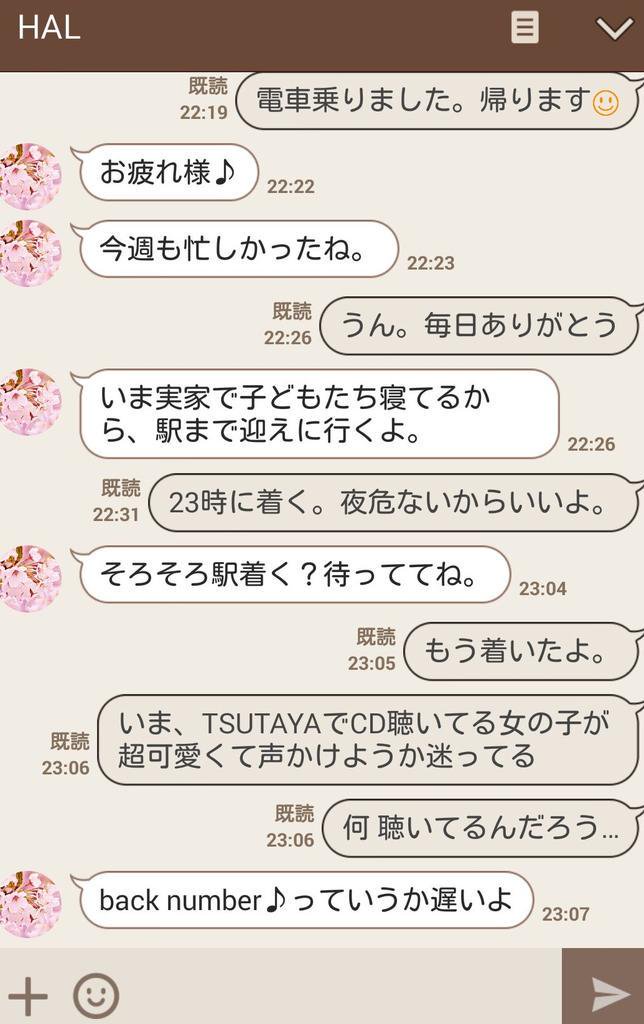 HAL
既読
22:19
電車乗りました。帰ります
お疲れ様♪
22:22
今週も忙しかったね。
22:23
既読
22:26
うん。毎日ありがとう
いま実家で子どもたち寝てるか
ら、駅まで迎えに行くよ。
22:26
既読
22:31
23時に着く。夜危ないからいいよ。
そろそろ駅着く？待っててね。
23:04
既読
23:05
もう着いたよ。
既読
23:06
いま、TSUTAYAでCD聴いてる女の子が
超可愛くて声かけようか迷ってる
既読
23:06
何 聴いてるんだろう...
back number♪っていうか遅いよ
23:07